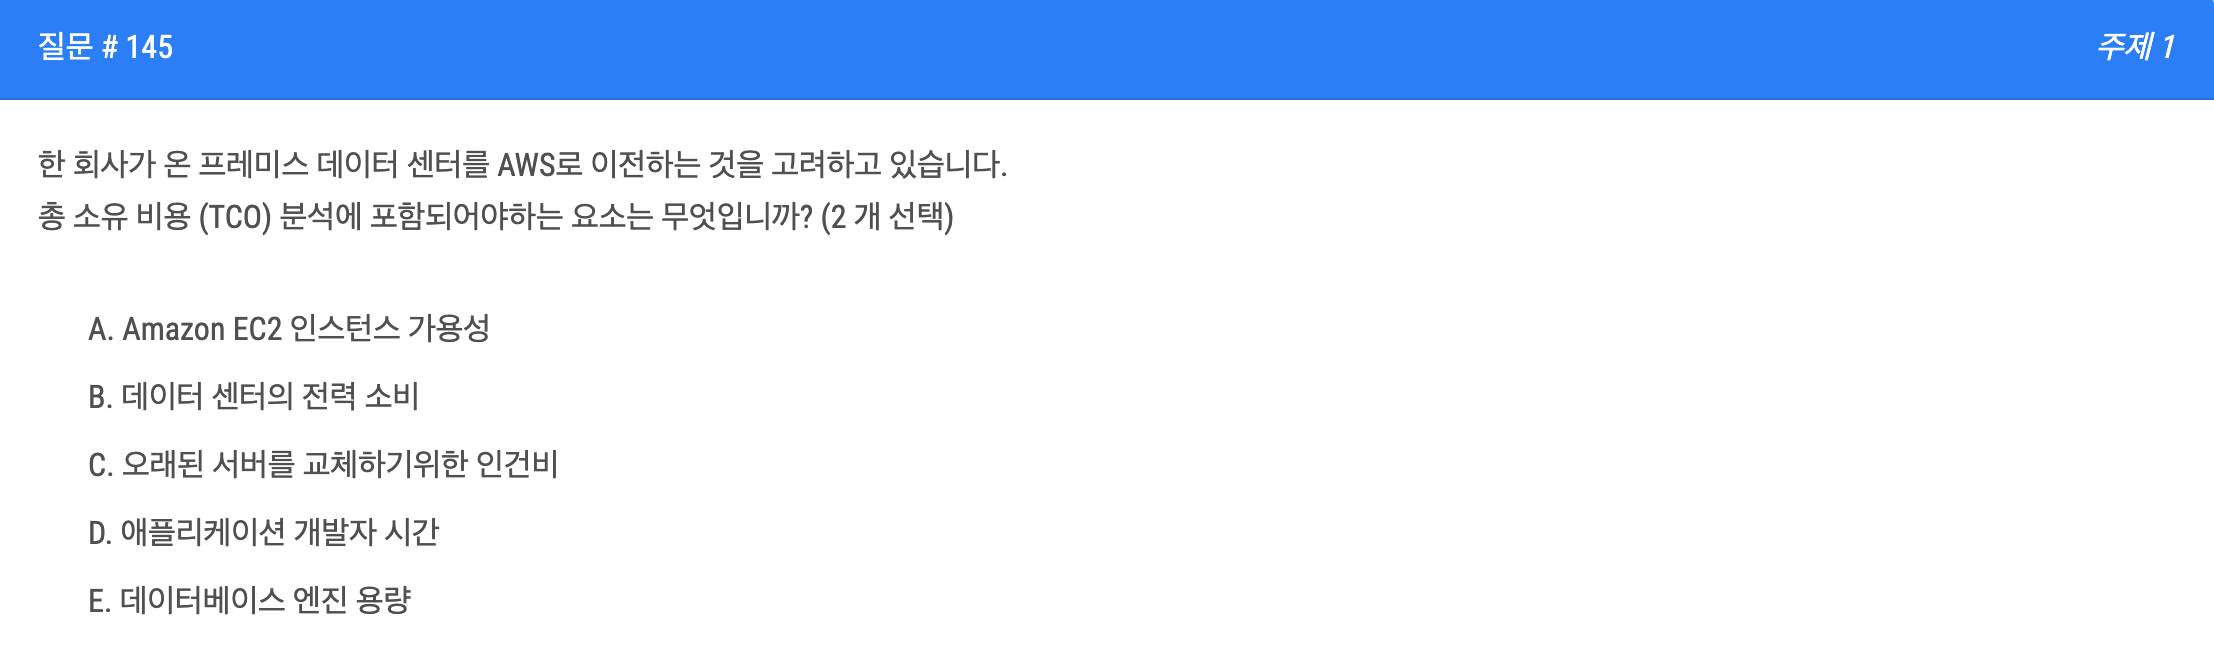 질문 # 145
주제 1
한 회사가 온 프레미스 데이터 센터를 AWS로 이전하는 것을 고려하고 있습니다.
총 소유 비용 (TCO) 분석에 포함되어야하는 요소는 무엇입니까? (2 개 선택)
A. Amazon EC2 인스턴스 가용성
B. 데이터 센터의 전력 소비
C. 오래된 서버를 교체하기위한 인건비
D. 애플리케이션 개발자 시간
E. 데이터베이스 엔진 용량